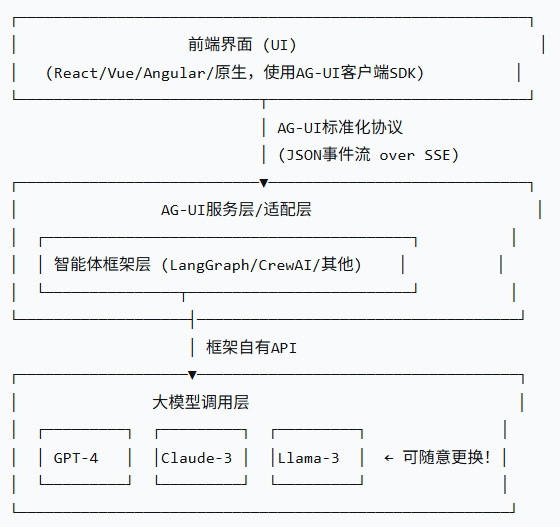 前端界面 (UI)
(React/Vue/Angular/原生，使用AG-UI客户端SDK)
AG-UI标准化协议
(JSON事件流 over SSE)
AG-UI服务层/适配层
智能体框架层 (LangGraph/CrewAI/其他)
框架自有API
大模型调用层
GPT-4 Claude-3 Llama-3 ← 可随意更换!